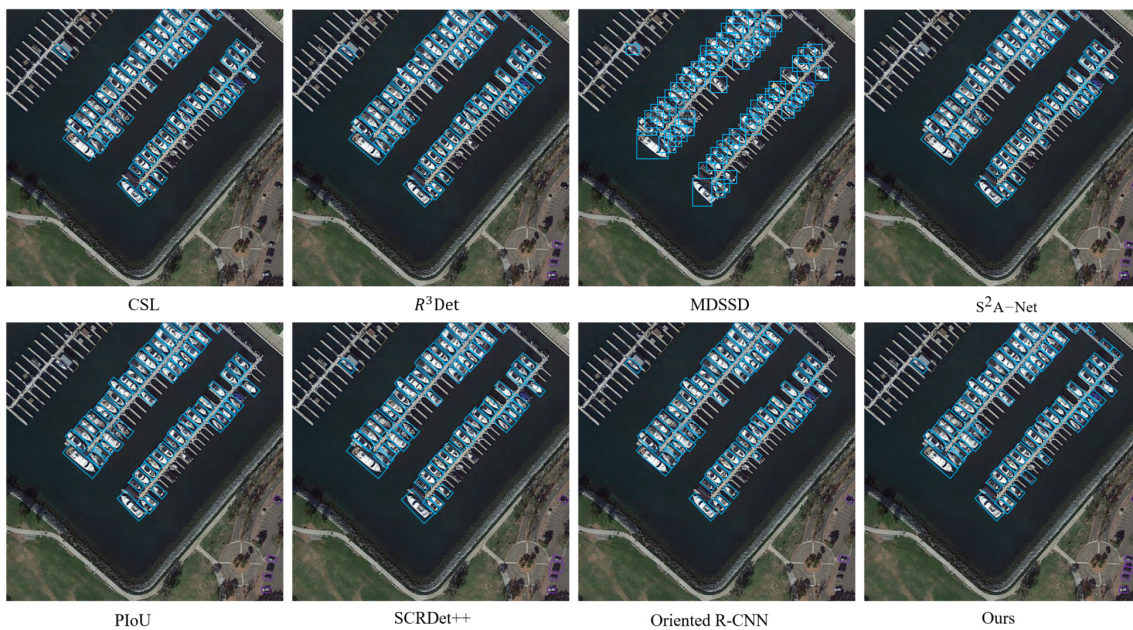 CSL R³Det MDSSD S²A-Net
PIoU SCRDet++ Oriented R-CNN Ours